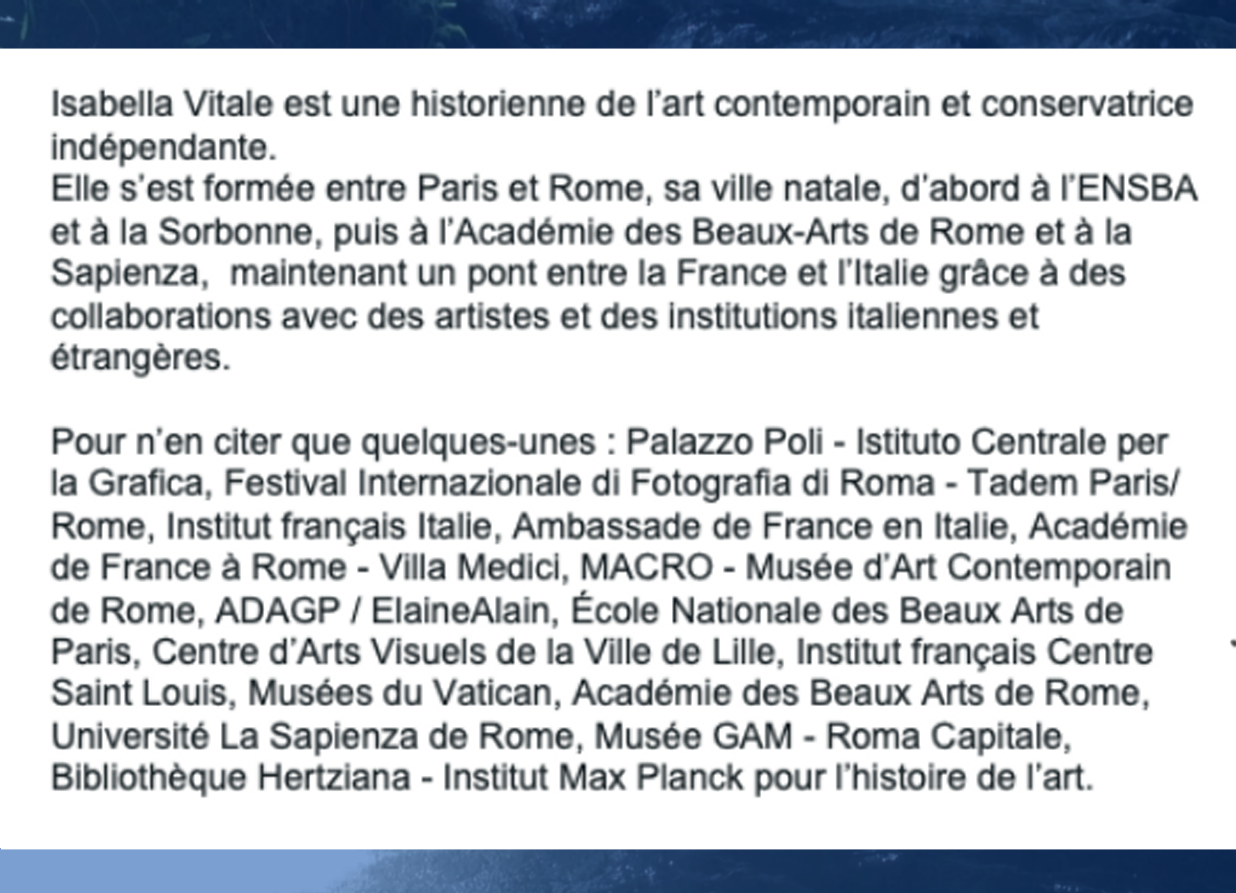 Isabella Vitale est une historienne de l’art contemporain et conservatrice
indépendante.
Elle s’est formée entre Paris et Rome, sa ville natale, d’abord à l’ENSBA
et à la Sorbonne, puis à l’Académie des Beaux-Arts de Rome et à la
Sapienza,  maintenant un pont entre la France et l’Italie grâce à des
collaborations avec des artistes et des institutions italiennes et
étrangères.
Pour n’en citer que quelques-unes : Palazzo Poli - Istituto Centrale per
la Grafica, Festival Internazionale di Fotografia di Roma - Tadem Paris/
Rome, Institut français Italie, Ambassade de France en Italie, Académie
de France à Rome - Villa Medici, MACRO - Musée d’Art Contemporain
de Rome, ADAGP / ElaineAlain, École Nationale des Beaux Arts de
Paris, Centre d’Arts Visuels de la Ville de Lille, Institut français Centre
Saint Louis, Musées du Vatican, Académie des Beaux Arts de Rome,
Université La Sapienza de Rome, Musée GAM - Roma Capitale,
Bibliothèque Hertziana - Institut Max Planck pour l’histoire de l’art.